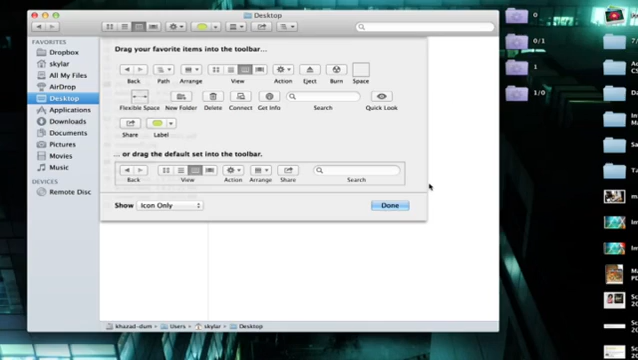 Desktop
FAVORITES
Dropbox
skylar
All My Files
AirDrop
Desktop
Applications
Downloads
Documents
Pictures
Movies
Music
DEVICES
Remote Disc
Drag your favorite items into the toolbar...
Back Path Arrange View Action Eject Burn Space
Search
Flexible Space New Folder Delete Connect Get Info Search Quick Look
Share Label
... or drag the default set into the toolbar.
Search
Back View Action Arrange Share Search
Show Icon Only Done
khazad-dum Users skylar Desktop
0
0/1
1
1/0